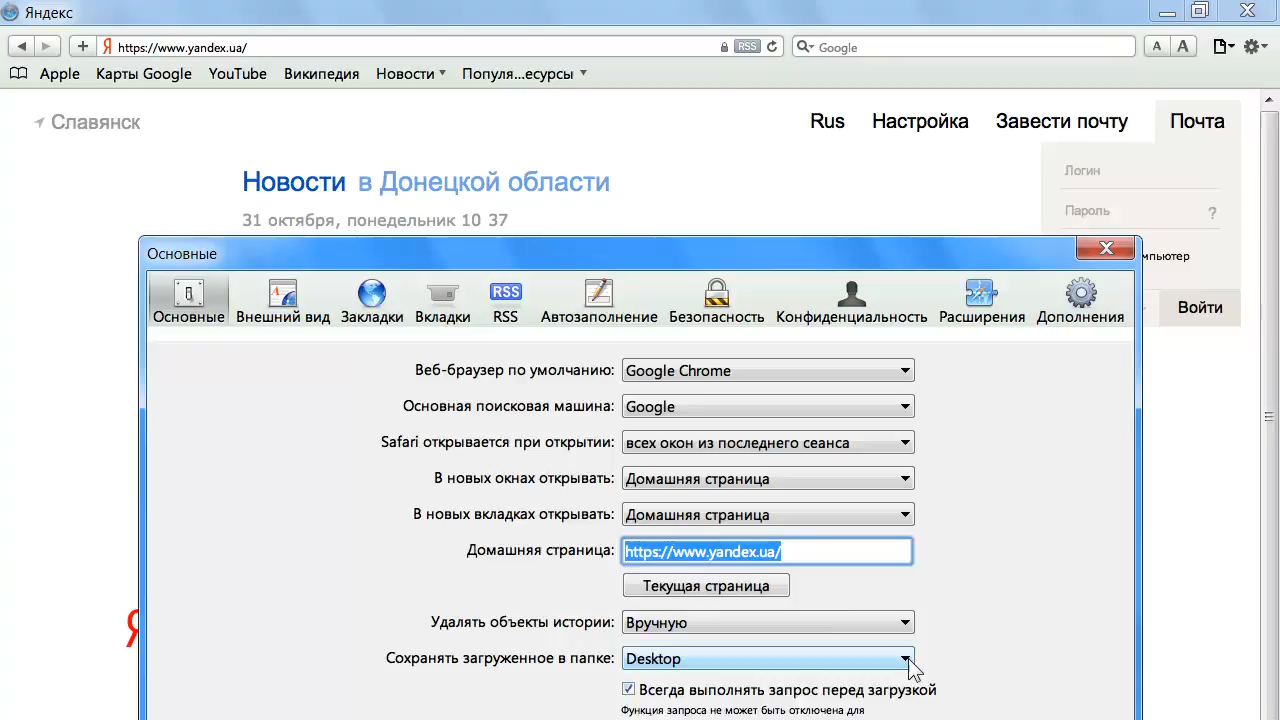 Яндекс
https://www.yandex.ua/
RSS
Google
A A
Apple Карты Google YouTube Википедия Новости Популя...есурсы
Славянск
Rus Настройка Завести почту Почта
Логин
Новости в Донецкой области
Пароль ?
31 октября, понедельник 10 37
Основные
мпьютер
Войти
RSS
Основные Внешний вид Закладки Вкладки RSS Автозаполнение Безопасность Конфиденциальность Расширения Дополнения
Веб-браузер по умолчанию: Google Chrome
Основная поисковая машина: Google
Safari открывается при открытии: всех окон из последнего сеанса
В новых окнах открывать: Домашняя страница
В новых вкладках открывать: Домашняя страница
Домашняя страница: https://www.yandex.ua/
Текущая страница
Удалять объекты истории: Вручную
Я
Сохранять загруженное в папке: Desktop
Всегда выполнять запрос перед загрузкой
Функция запроса не может быть отключена для